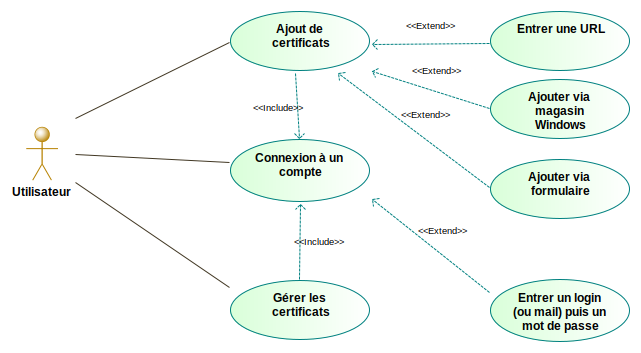 Ajout de
certificats
<<Extend>>
Entrer une URL
<<Extend>>
Ajouter via
magasin
Windows
<<Include>>
<<Extend>>
Connexion à un
compte
Ajouter via
formulaire
Utilisateur
<<Include>>
<<Extend>>
Gérer les
certificats
Entrer un login
(ou mail) puis un
mot de passe